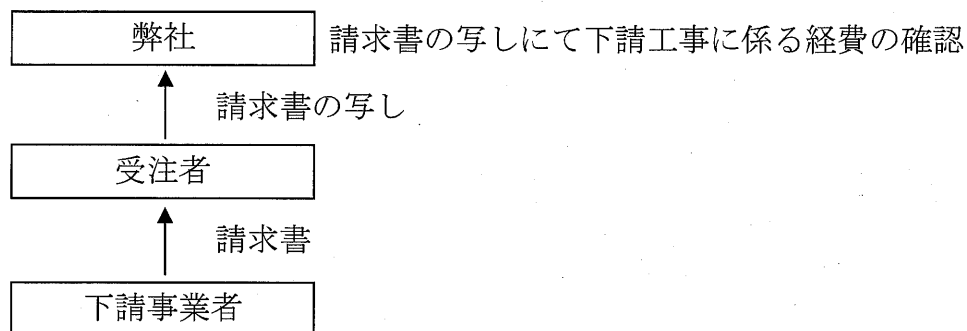 弊社
請求書の写しにて下請工事に係る経費の確認
請求書の写し
受注者
請求書
下請事業者